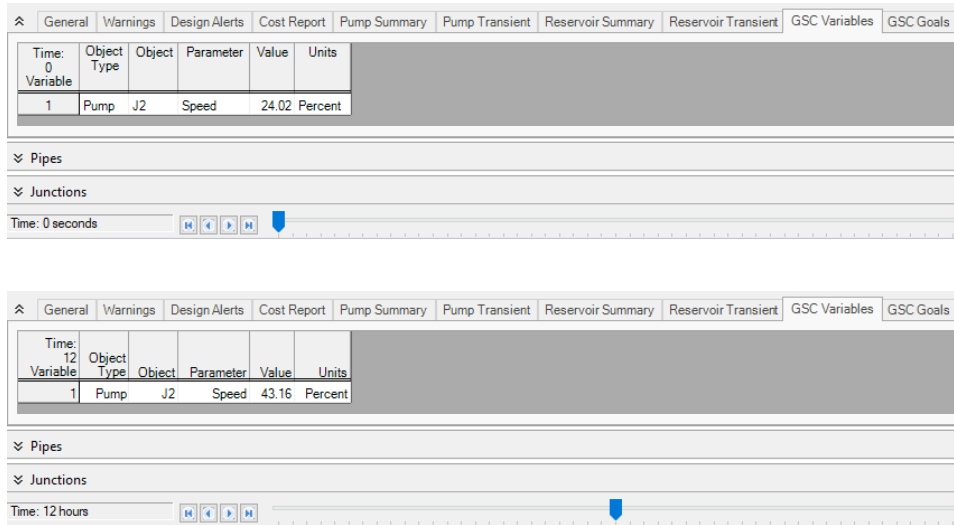 General Warnings Design Alerts Cost Report Pump Summary Pump Transient Reservoir Summary Reservoir Transient GSC Variables GSC Goals
Time: 0 Variable Object Type Object Parameter Value Units
1 Pump J2 Speed 24.02 Percent
Pipes
Junctions
Time: 0 seconds
General Warnings Design Alerts Cost Report Pump Summary Pump Transient Reservoir Summary Reservoir Transient GSC Variables GSC Goals
Time: 12 Variable Object Type Object Parameter Value Units
1 Pump J2 Speed 43.16 Percent
Pipes
Junctions
Time: 12 hours